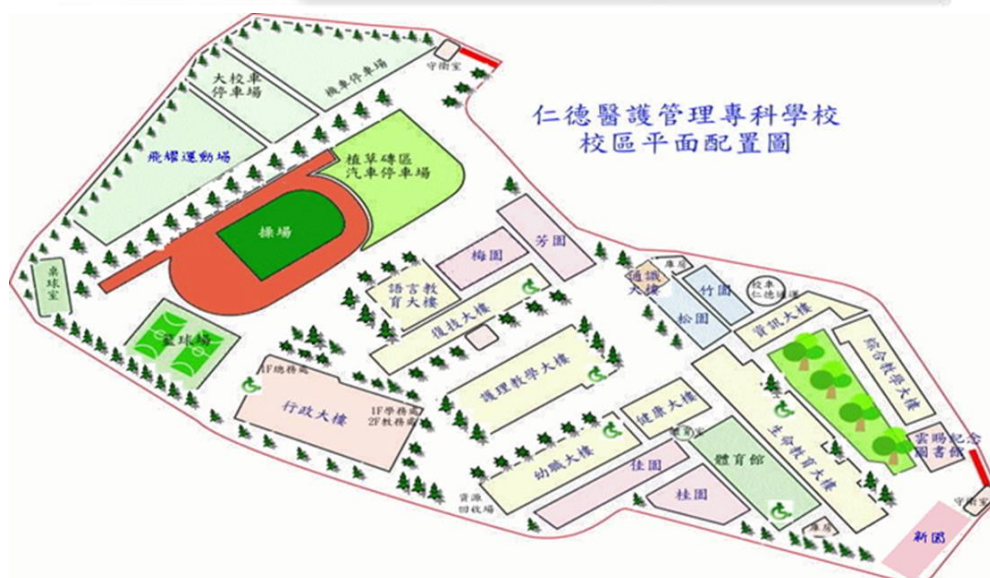 仁德醫護管理專科學校
校區平面配置圖
守衛室
大校車
停車場
機車停車場
飛耀運動場
植草磚區
汽車停車場
操場
桌球室
籃球場
芳園
梅園
語言教
育大樓
復技大樓
通識
大樓
庫房
竹園
松園
校車
資訊大樓
綜合教學大樓
護理教學大樓
1F總務處
行政大樓
1F學務處
2F教務處
健康大樓
體育館
生命教育大樓
雲賜紀念
圖書館
幼職大樓
佳園
桂園
資源
回收場
守衛室
庫房
新園